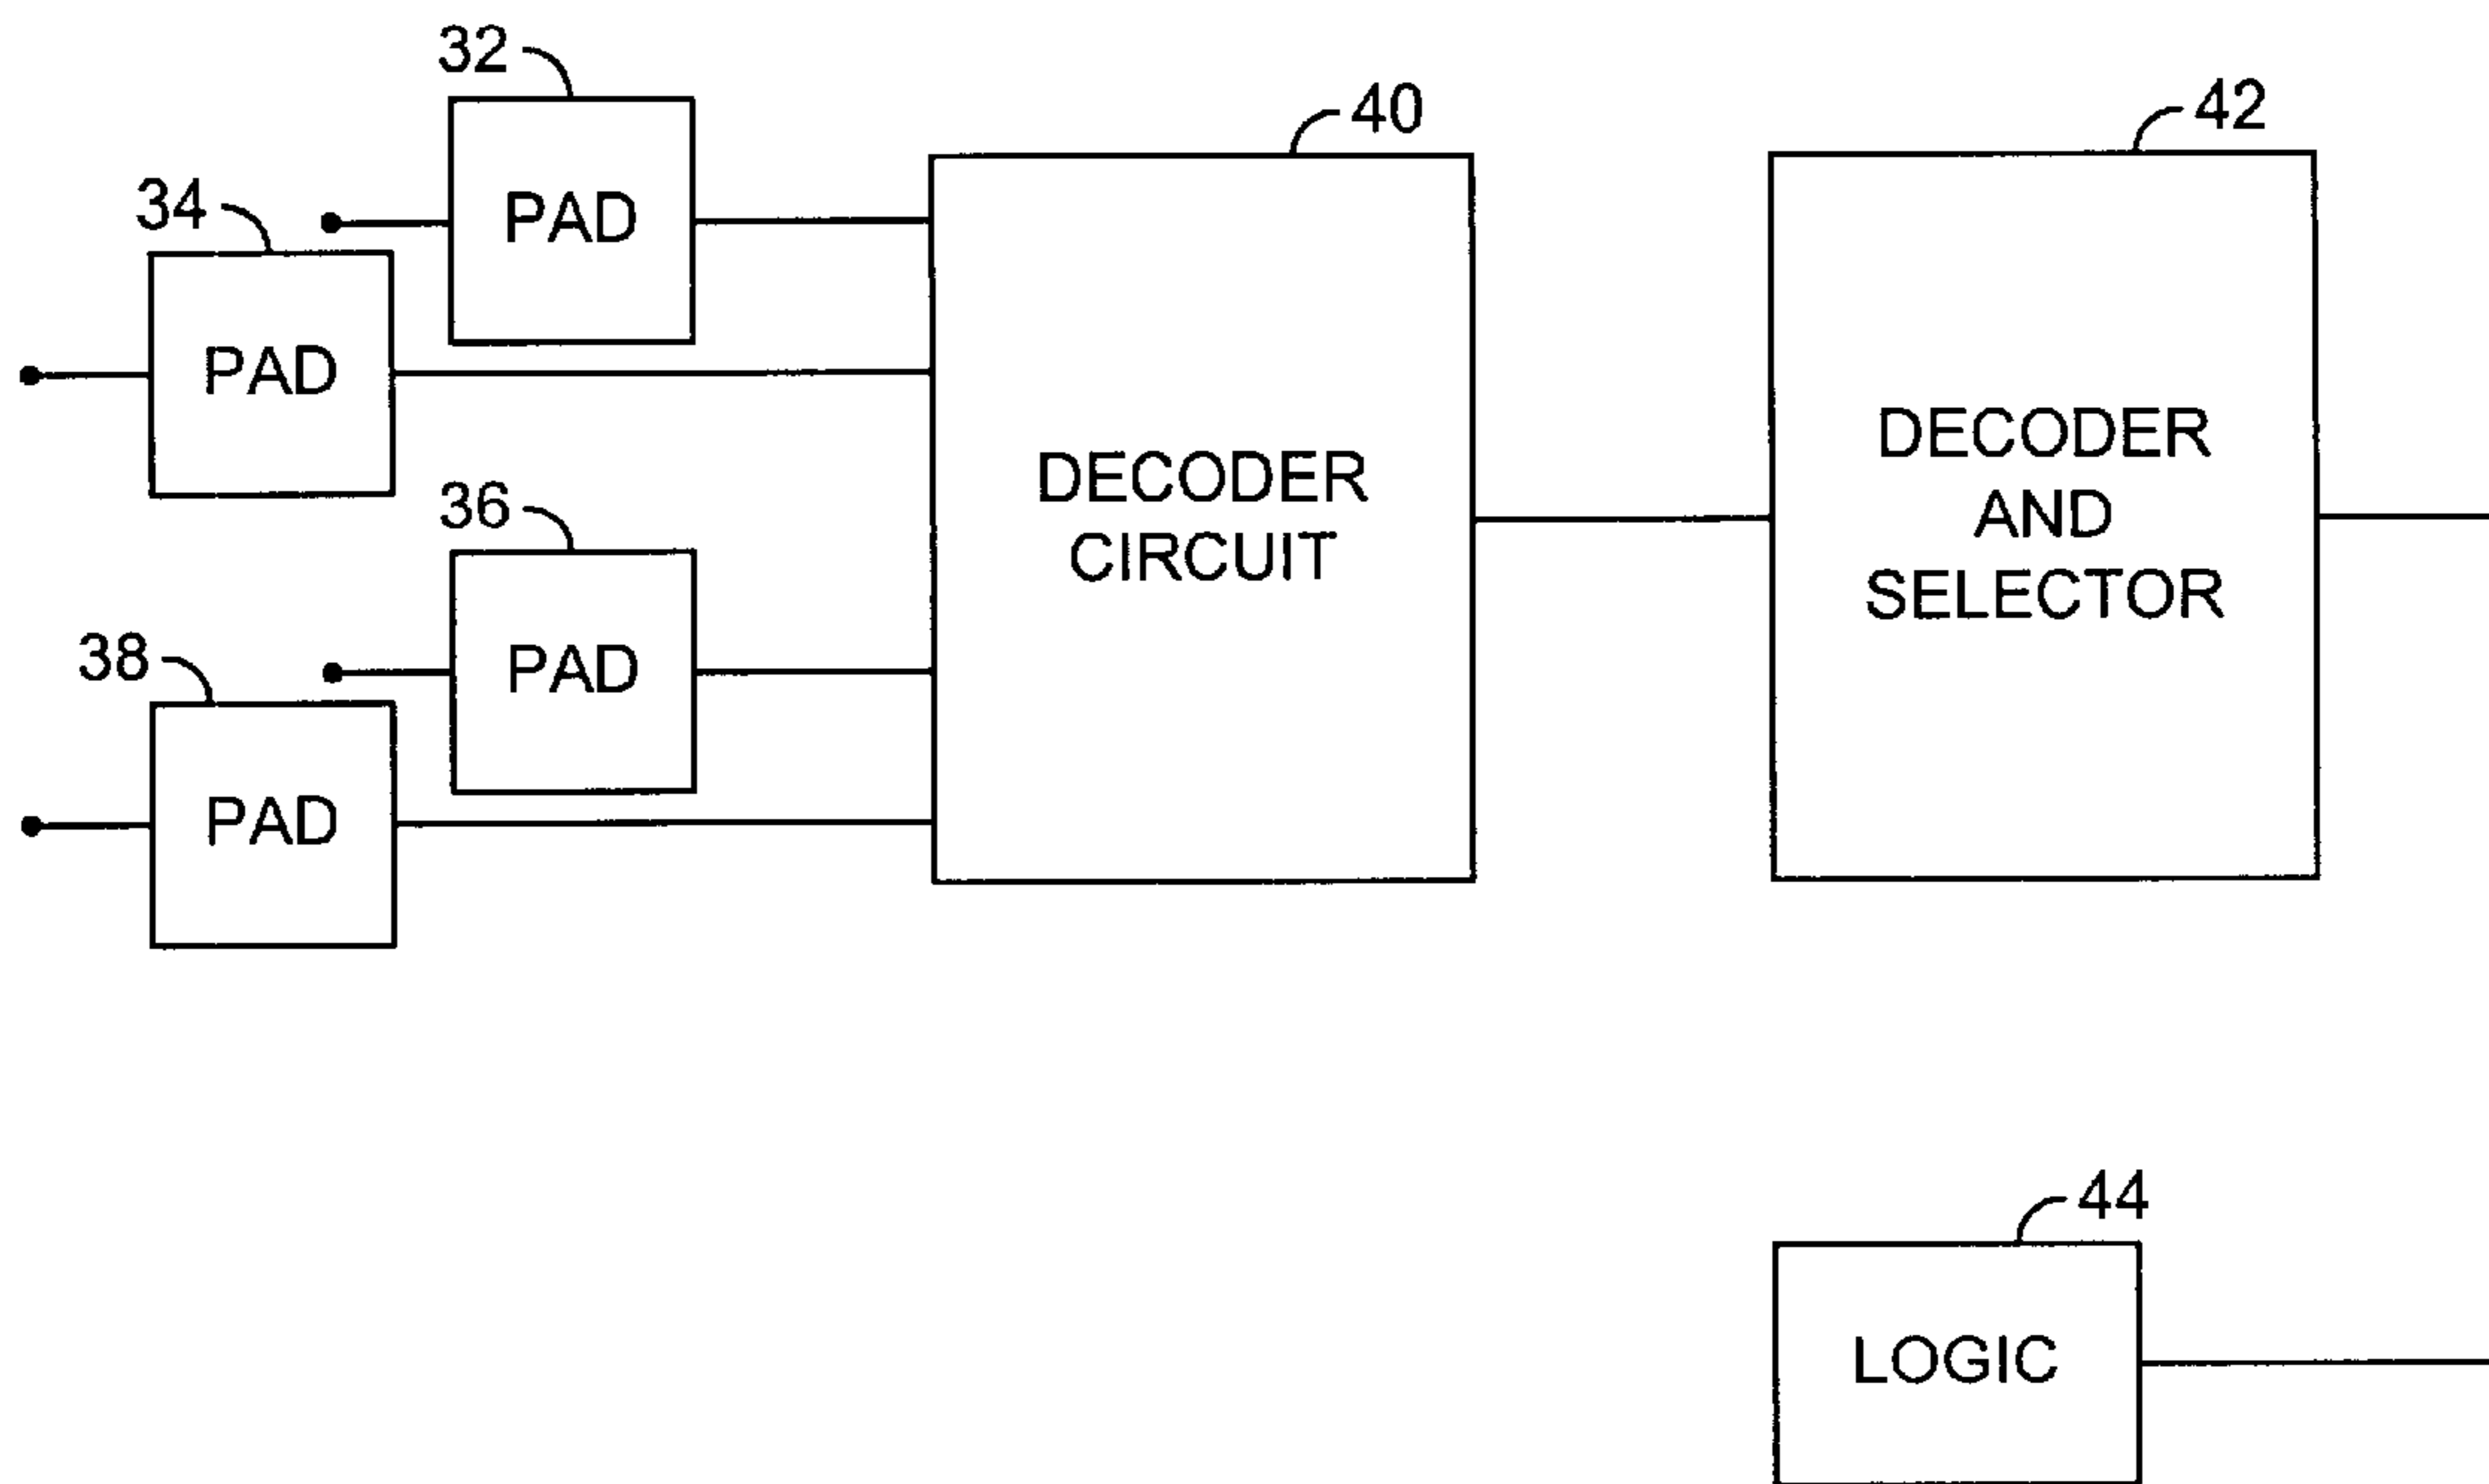 32
PAD
34
PAD
36
PAD
38
PAD
40
DECODER
CIRCUIT
42
DECODER
AND
SELECTOR
44
LOGIC